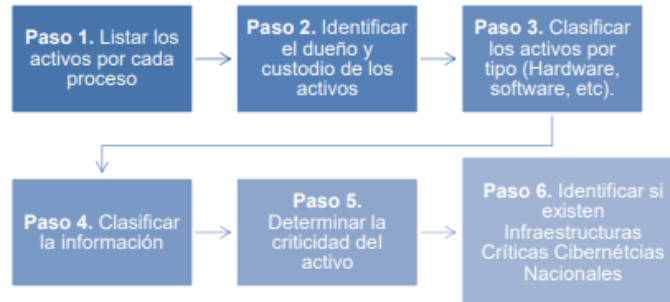 Paso 1. Listar los
activos por cada
proceso
Paso 2. Identificar
el dueño y
custodio de los
activos
Paso 3. Clasificar
los activos por
tipo (Hardware,
software, etc).
Paso 4. Clasificar
la información
Paso 5.
Determinar la
criticidad del
activo
Paso 6. Identificar si
existen
Infraestructuras
Críticas Cibernétcias
Nacionales